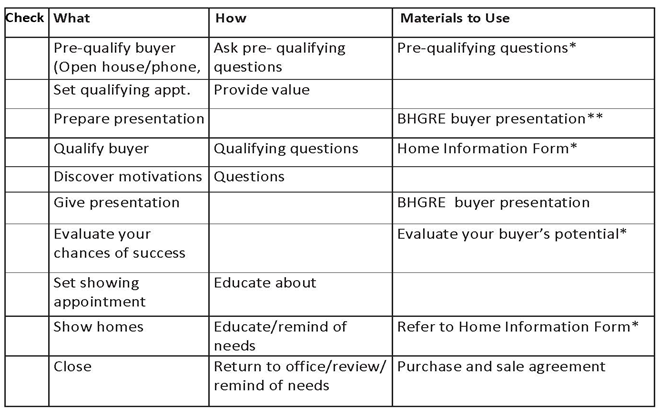 Check What How Materials to Use
Pre-qualify buyer Ask pre- qualifying Pre-qualifying questions*
(Open house/phone, questions
Set qualifying appt. Provide value
Prepare presentation BHGRE buyer presentation**
Qualify buyer Qualifying questions Home Information Form*
Discover motivations Questions
Give presentation BHGRE buyer presentation
Evaluate your Evaluate your buyer's potential*
chances of success
Set showing Educate about
appointment
Show homes Educate/remind of Refer to Home Information Form*
needs
Close Return to office/review/ Purchase and sale agreement
remind of needs